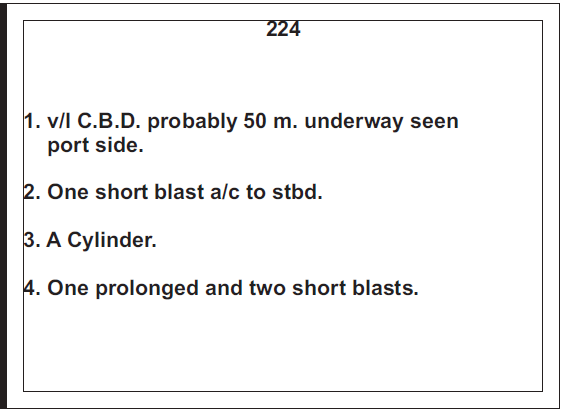 224
1. v/l C.B.D. probably 50 m. underway seen
port side.
2. One short blast a/c to stbd.
3. A Cylinder.
4. One prolonged and two short blasts.